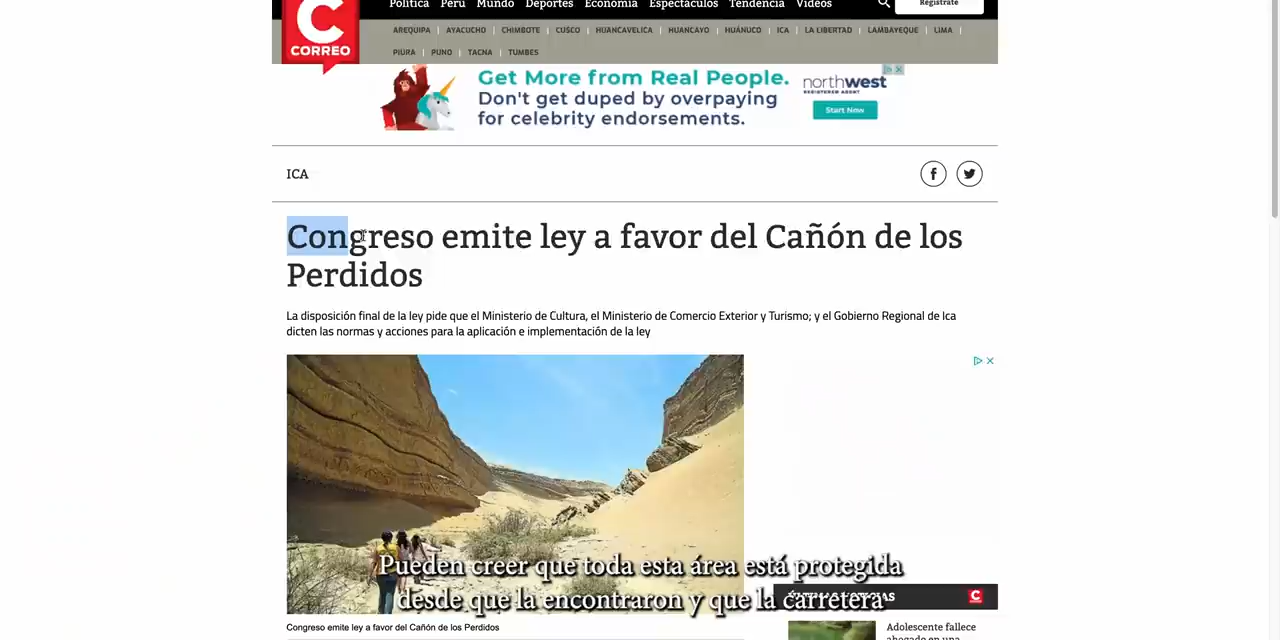 Política Perú Mundo Deportes Economía Espectáculos Tendencia Videos
Regístrate
C
CORREO
AREQUIPA | AYACUCHO | CHIMBOTE | CUSCO | HUANCAVELICA | HUANCAYO | HUÁNUCO | ICA | LA LIBERTAD | LAMBAYEQUE | LIMA |
PIURA | PUNO | TACNA | TUMBES
Get More from Real People.
Don't get duped by overpaying
for celebrity endorsements.
northwest
REGISTERED AGENT
Start Now
ICA
Congreso emite ley a favor del Cañón de los
Perdidos
La disposición final de la ley pide que el Ministerio de Cultura, el Ministerio de Comercio Exterior y Turismo; y el Gobierno Regional de Ica
dicten las normas y acciones para la aplicación e implementación de la ley
Pueden creer que toda esta área está protegida
desde que la encontraron y que la carretera
C
Congreso emite ley a favor del Cañón de los Perdidos
Adolescente fallece
ahogado en una